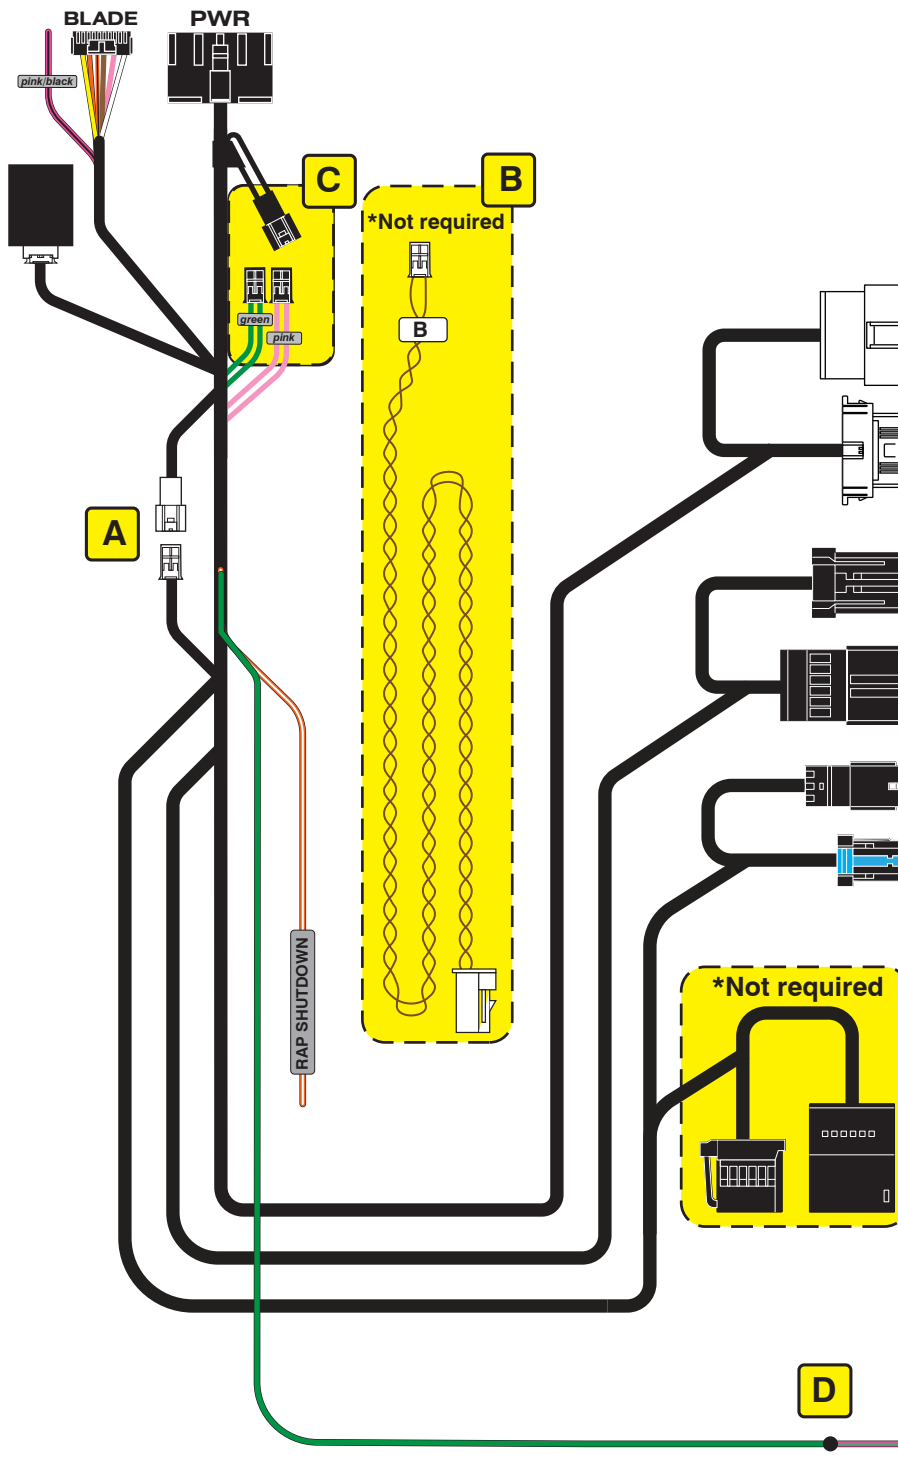 BLADE
PWR
pink/black
C
B
*Not required
green
B
pink
A
RAP SHUTDOWN
*Not required
D